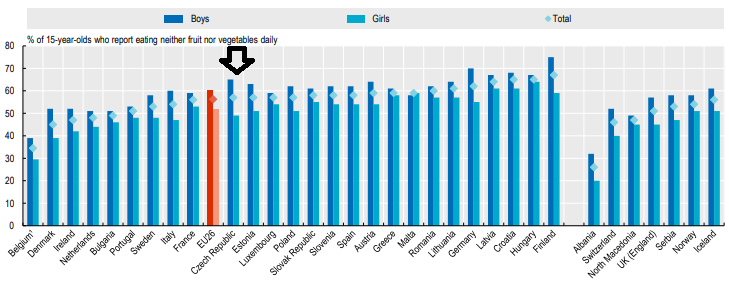 Boys Girls Total
% of 15-year-olds who report eating neither fruit nor vegetables daily
80
70
60
50
40
30
20
10
0
Belgium¹
Denmark
Ireland
Netherlands
Bulgaria
Portugal
Sweden
Italy
France
EU26
Czech Republic
Estonia
Luxembourg
Poland
Slovak Republic
Slovenia
Spain
Austria
Greece
Malta
Romania
Lithuania
Germany
Latvia
Croatia
Hungary
Finland
Albania
Switzerland
North Macedonia
UK (England)
Serbia
Norway
Iceland